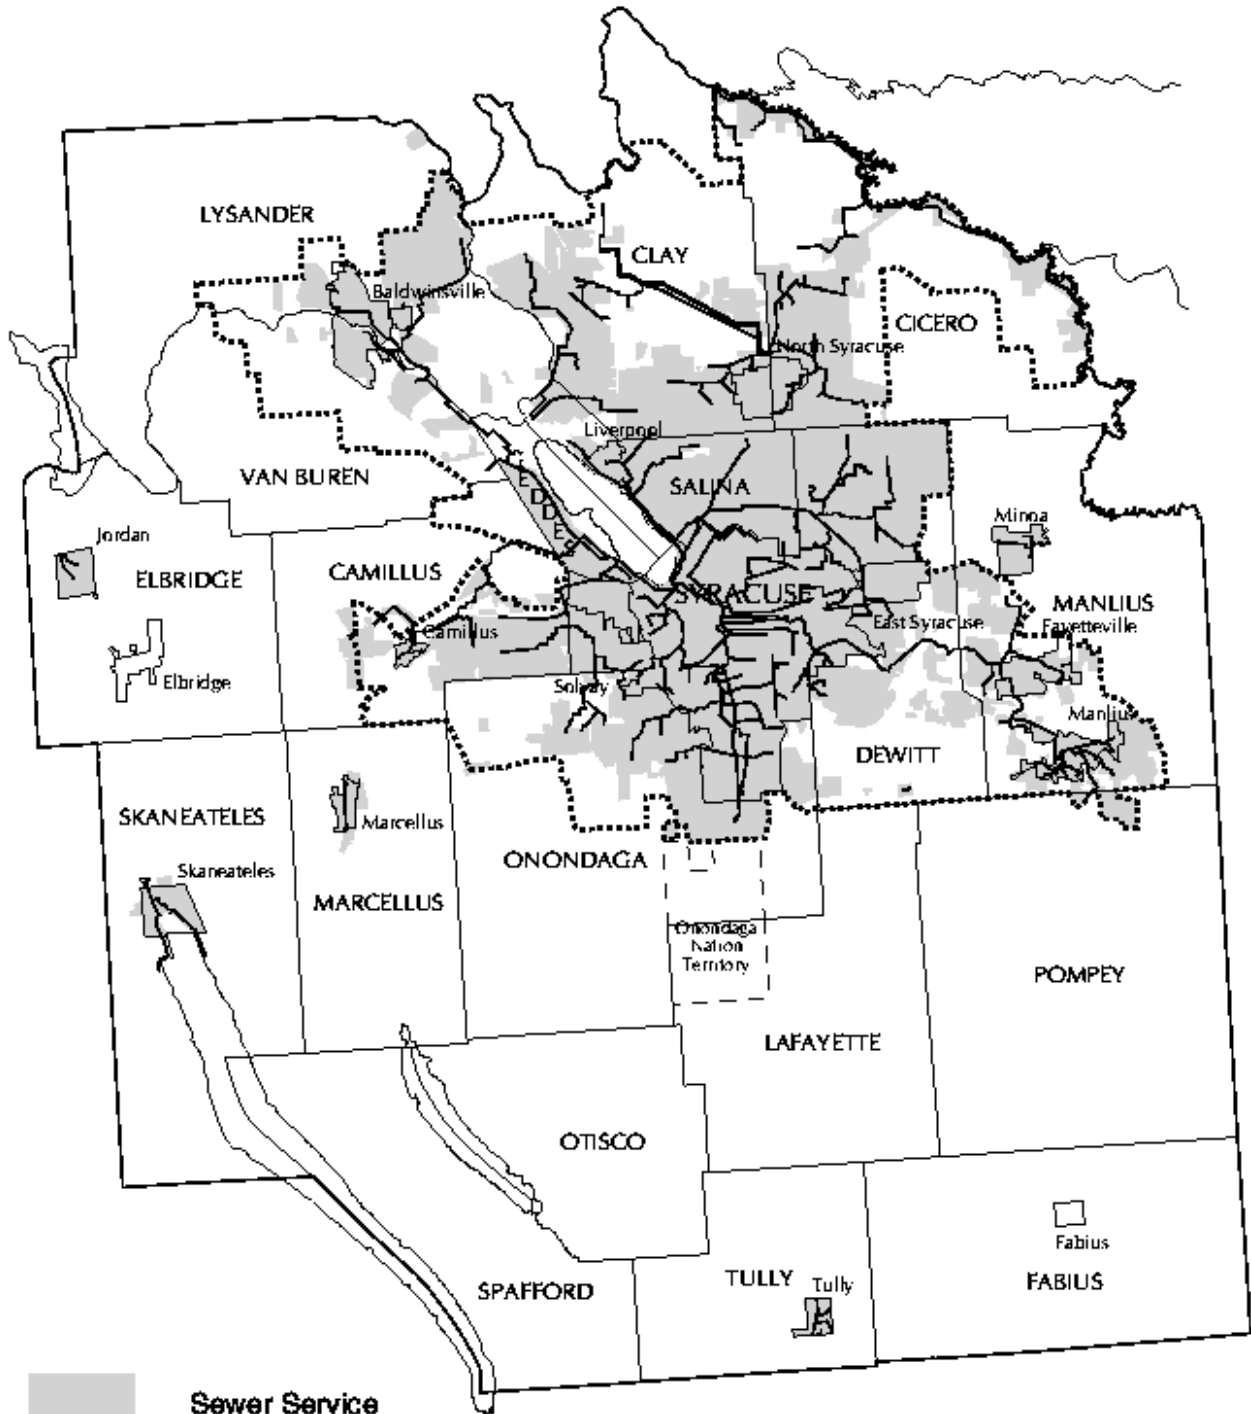 LYSANDER
CLAY
Baldwinsville
CICERO
North Syracuse
Liverpool
VAN BUREN
GEDDES
SALINA
Minoa
Jordan
ELBRIDGE
CAMILLUS
SYRACUSE
MANLIUS
East Syracuse
Fayetteville
Camillus
Elbridge
Solvay
Manlius
DEWITT
SKANEATELES
Marcellus
ONONDAGA
Skaneateles
MARCELLUS
Onondaga
Nation
Territory
POMPEY
LAFAYETTE
OTISCO
Fabius
TULLY
Tully
FABIUS
SPAFFORD
Sewer Service